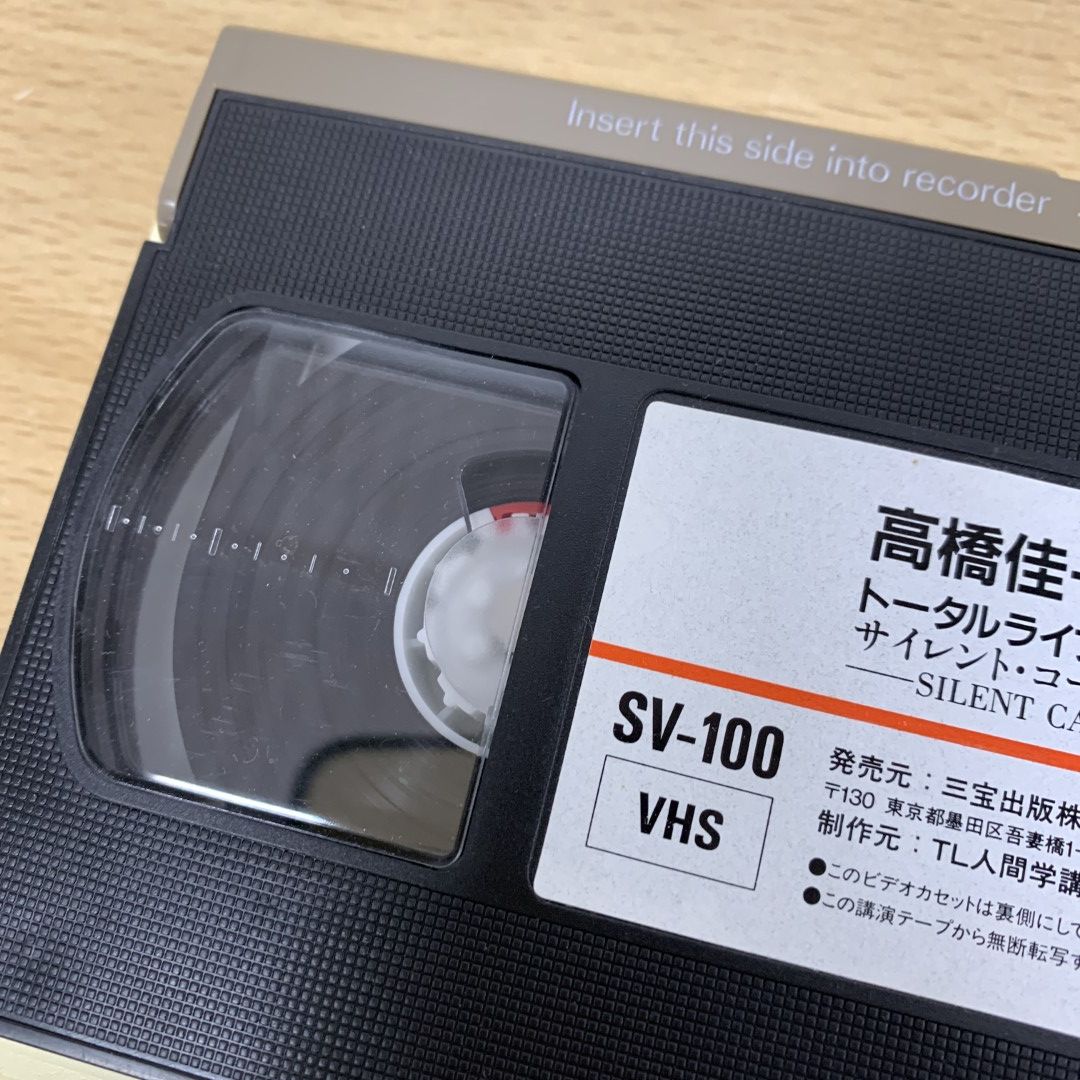 Insert this side into recorder
高橋佳
トータルライ
サイレント・コー
SILENT CA
SV-100
VHS
発売元：三宝出版株
〒130 東京都墨田区吾妻橋1-
制作元：TL人間学講
●このビデオカセットは裏側にして
●この講演テープから無断転写す